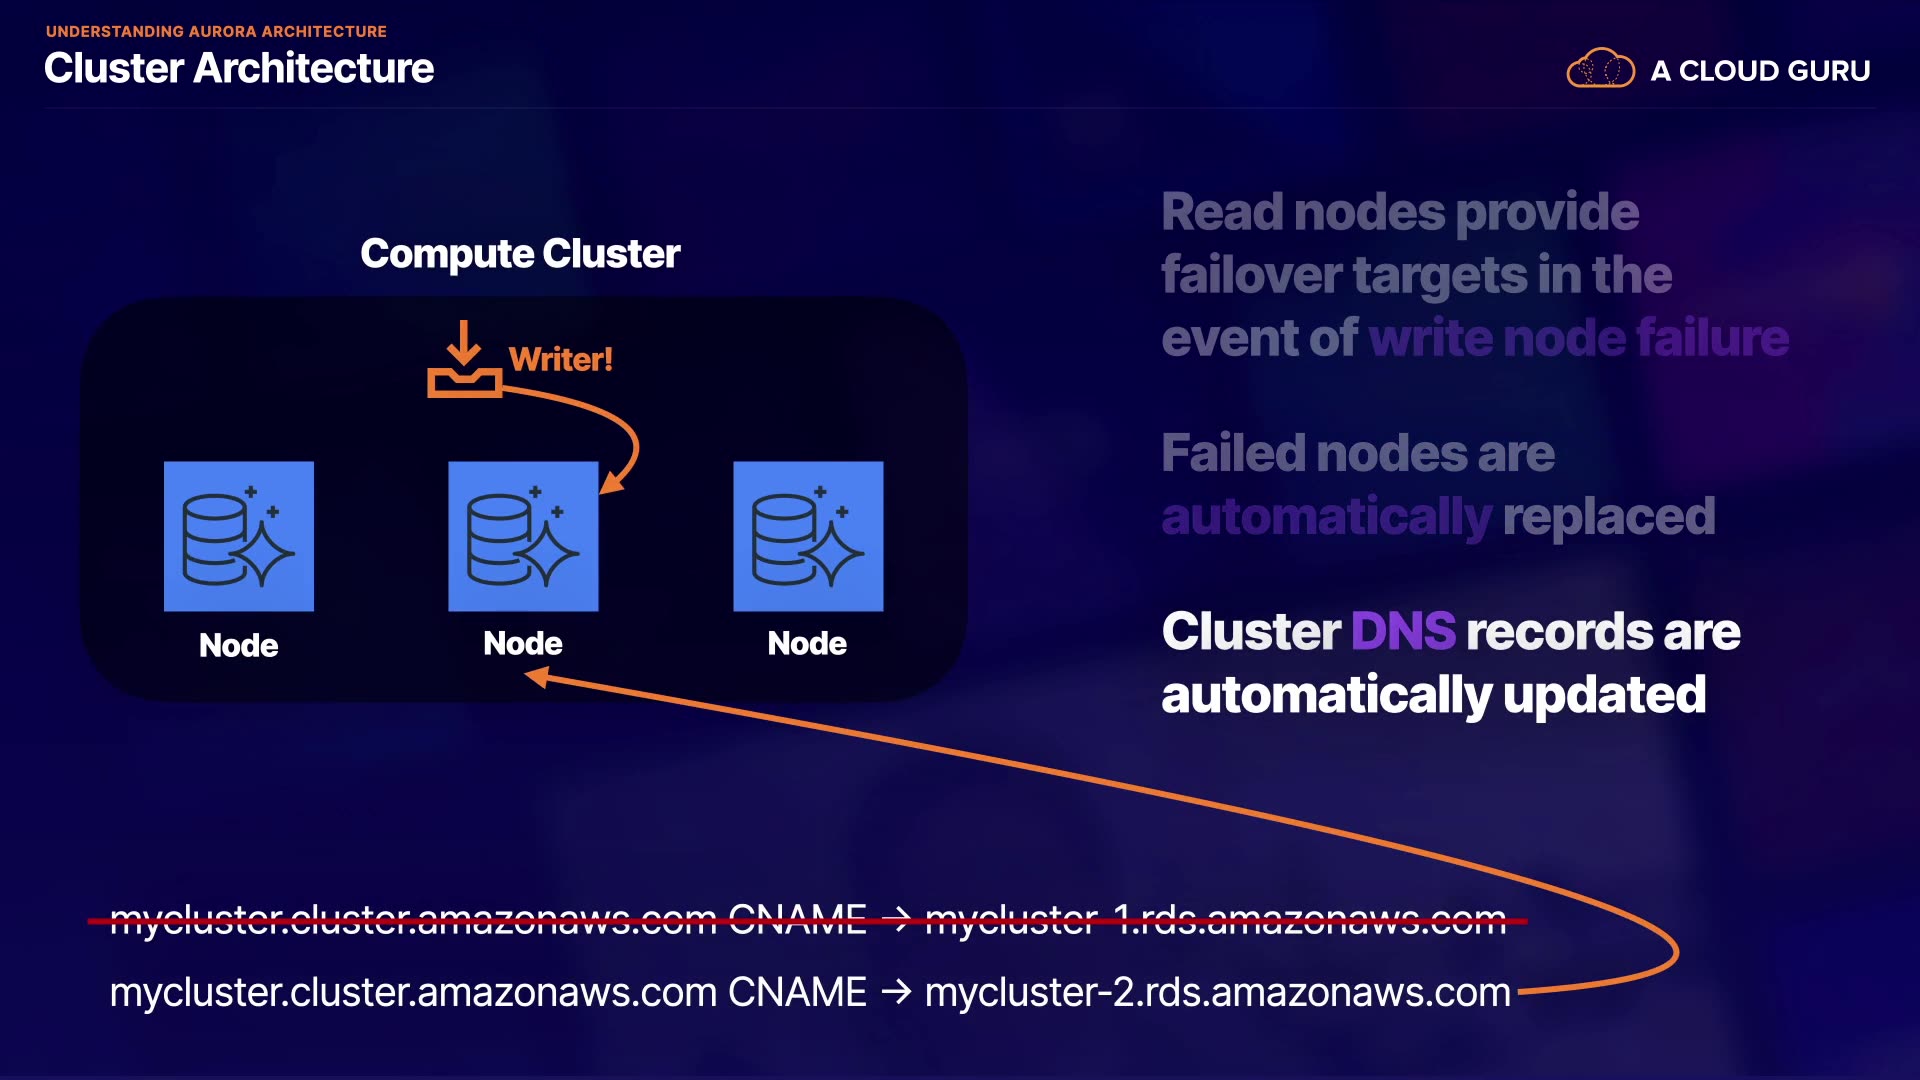 UNDERSTANDING AURORA ARCHITECTURE
Cluster Architecture
A CLOUD GURU
Compute Cluster
Writer!
Node
Node
Node
Read nodes provide
failover targets in the
event of write node failure
Failed nodes are
automatically replaced
Cluster DNS records are
automatically updated
mycluster.cluster.amazonaws.com CNAME → mycluster-1.rds.amazonaws.com
mycluster.cluster.amazonaws.com CNAME → mycluster-2.rds.amazonaws.com